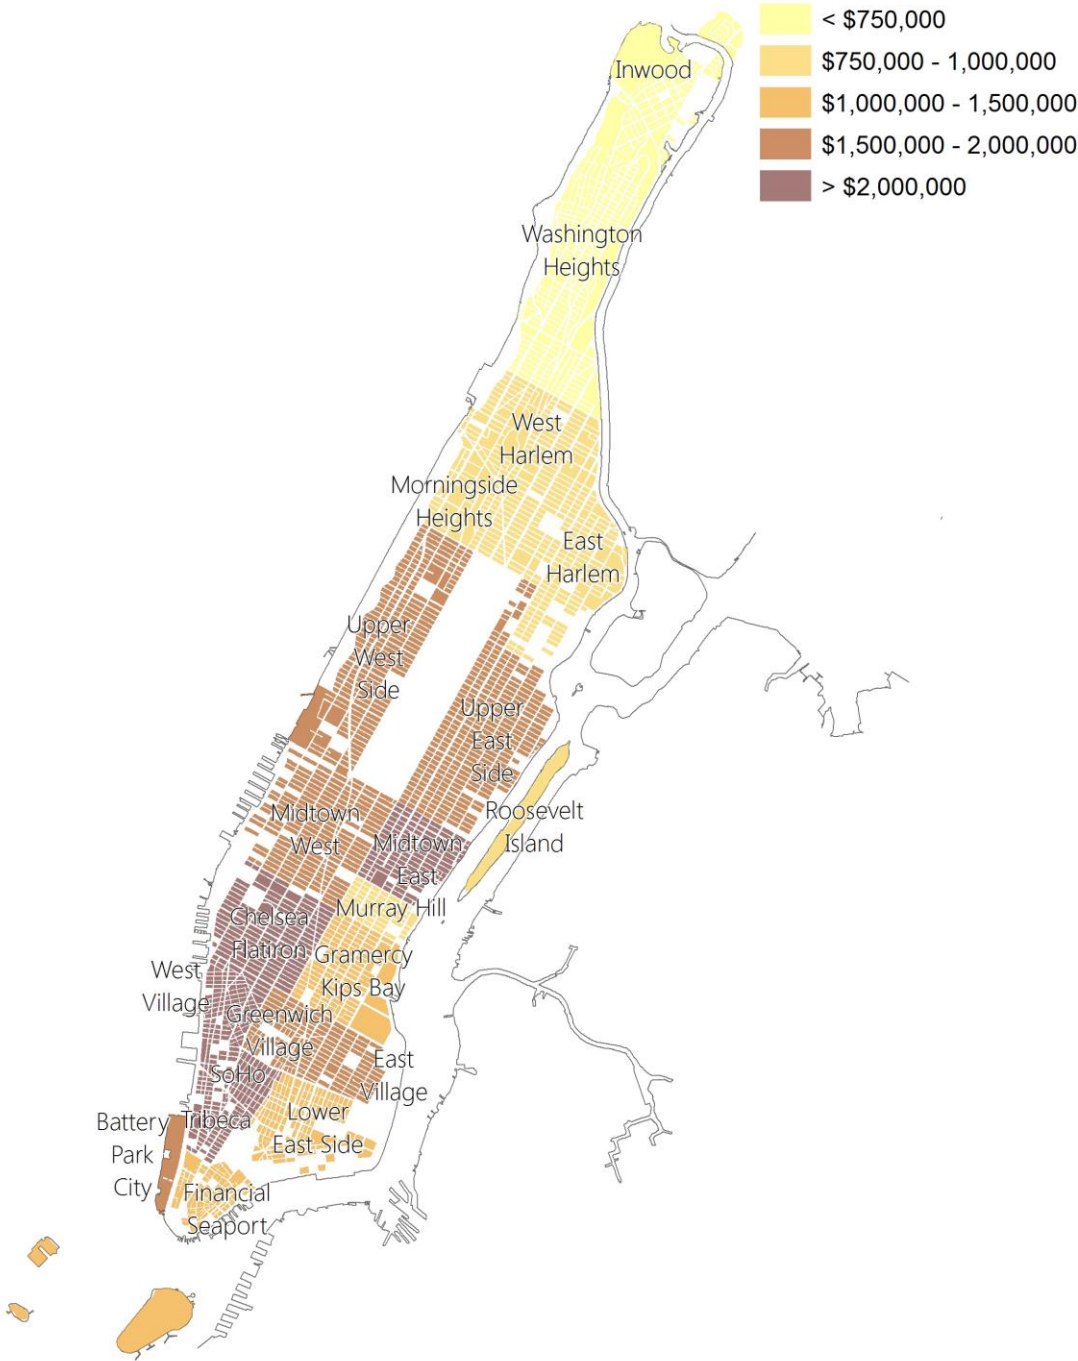 < $750,000
$750,000 - 1,000,000
$1,000,000 - 1,500,000
$1,500,000 - 2,000,000
> $2,000,000
Inwood
Washington
Heights
West
Harlem
Morningside
Heights
East
Harlem
Upper
West
Side
Upper
East
Side
Roosevelt
Island
Midtown
West
Midtown
East
Murray Hill
Chelsea
Flatiron
Gramercy
Kips Bay
West
Village
Greenwich
Village
East
Village
SoHo
Tribeca
Lower
East Side
Battery
Park
City
Financial
Seaport